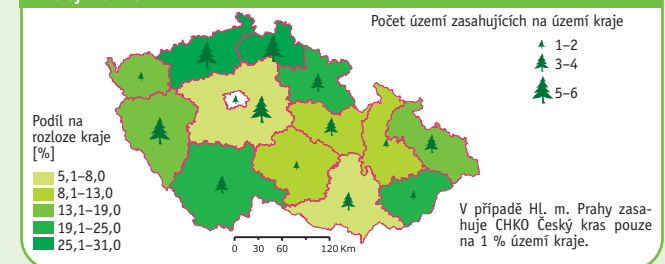 Počet území zasahujících na území kraje
1–2
3–4
5–6
Podíl na
rozloze kraje
[%]
5,1–8,0
8,1–13,0
13,1–19,0
19,1–25,0
25,1–31,0
0 30 60 120 Km
V případě Hl. m. Prahy zasa-
huje CHKO Český kras pouze
na 1 % území kraje.